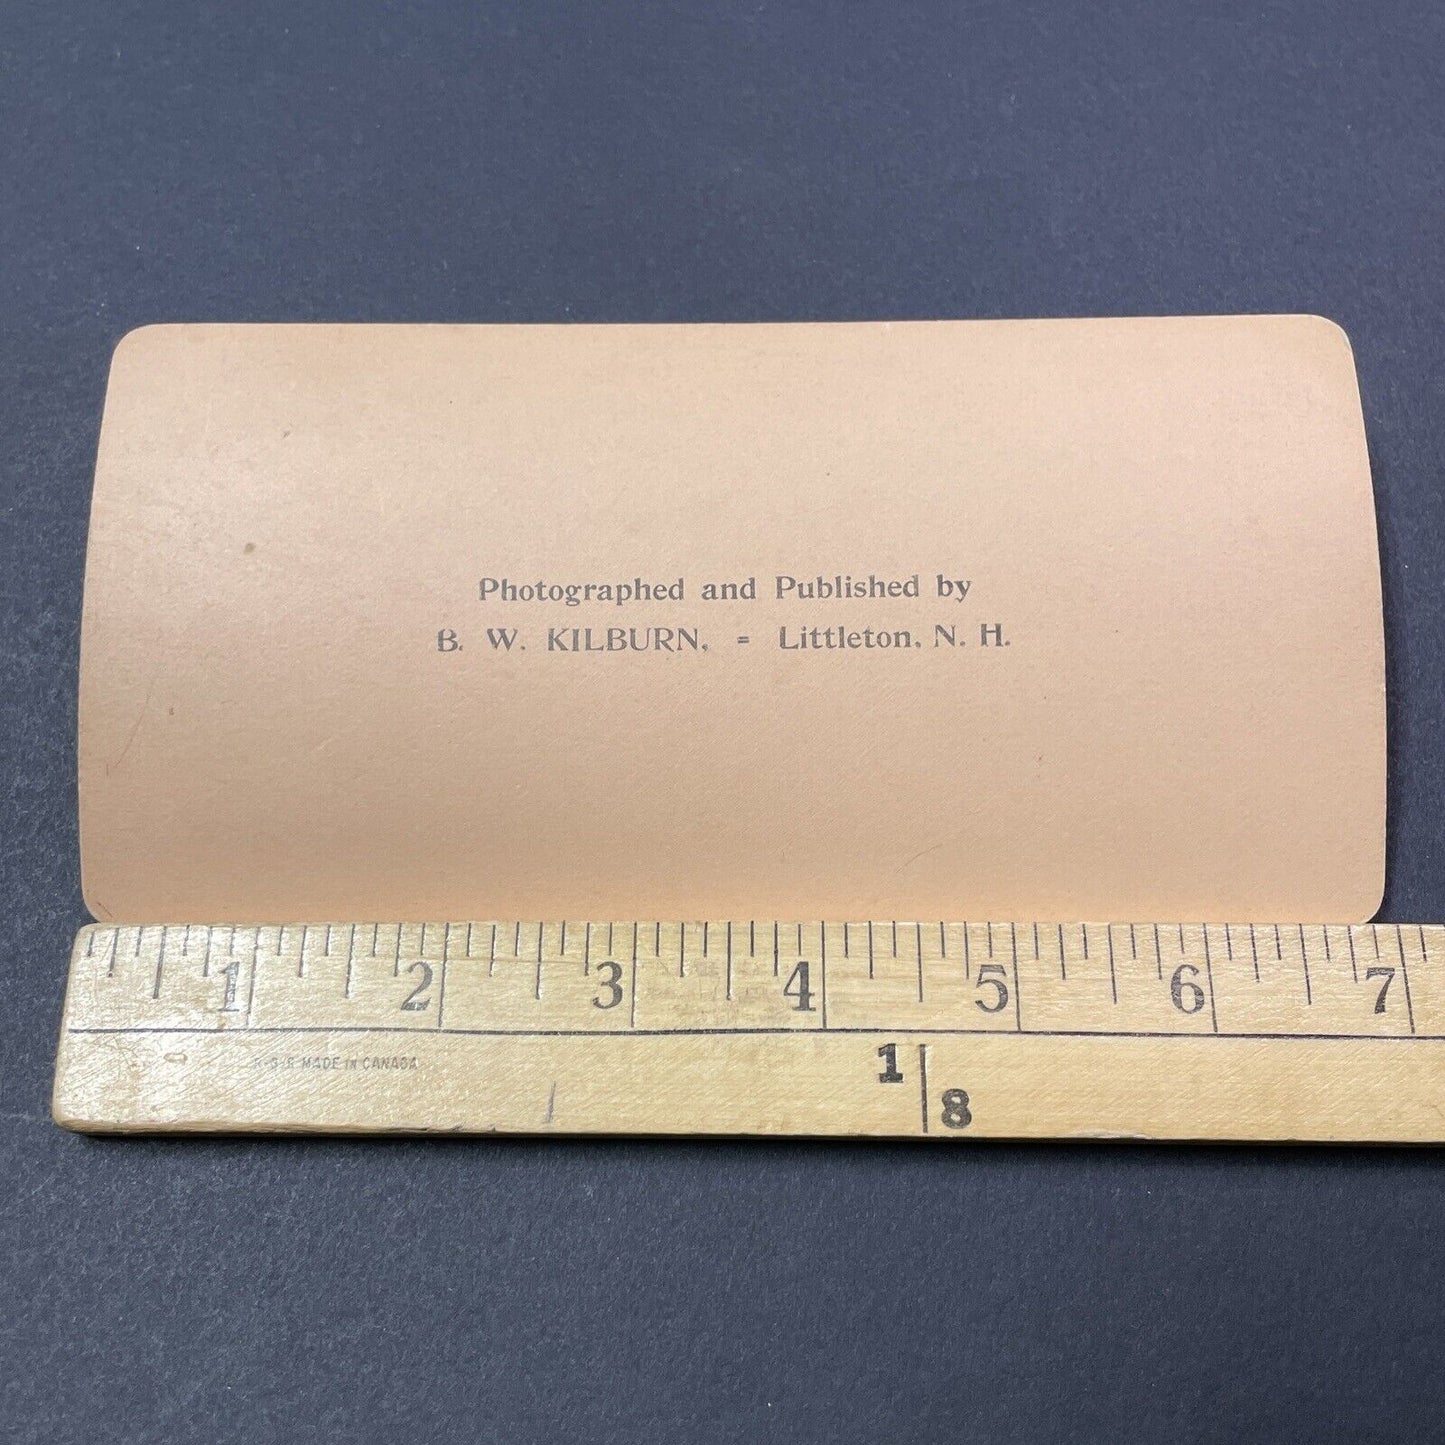 Photographed and Published by
B. W. KILBURN, = Littleton, N. H.
1 2 3 4 5 6 7
MADE IN CANADA
1
8